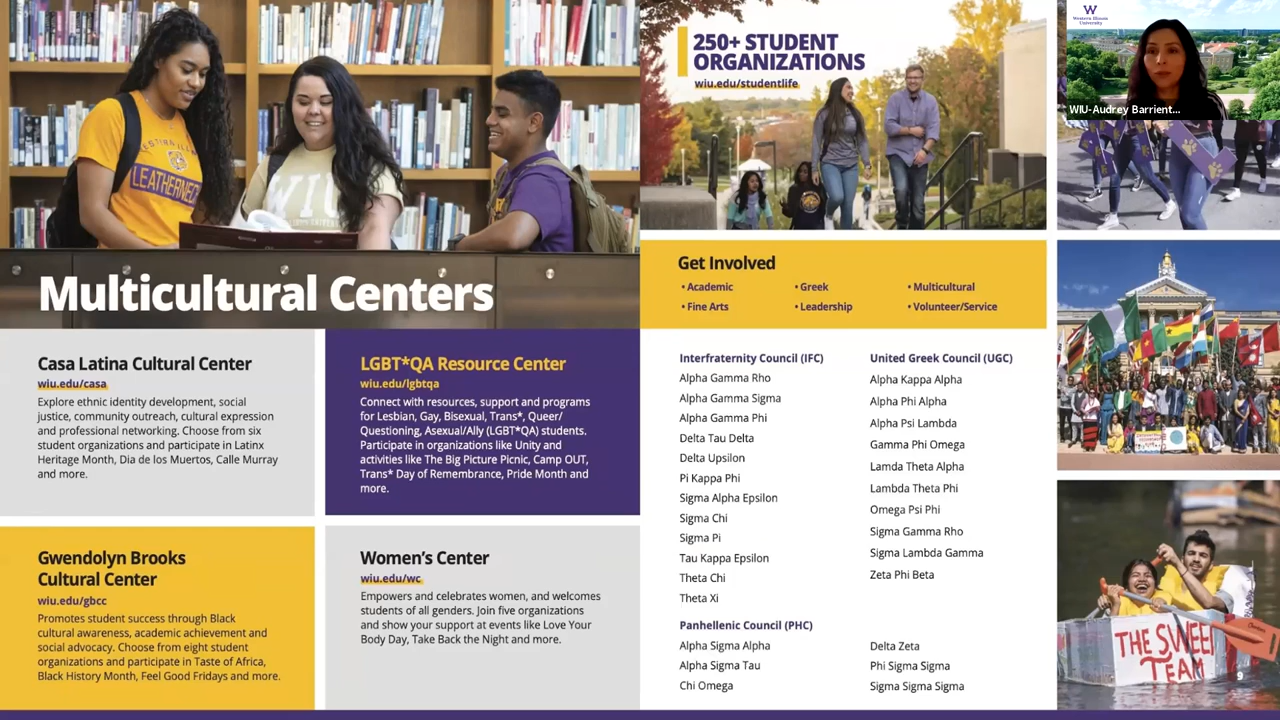 WESTERN ILLINOIS
LEATHERNECKS
WIU
Multicultural Centers
Casa Latina Cultural Center
wiu.edu/casa
Explore ethnic identity development, social
justice, community outreach, cultural expression
and professional networking. Choose from six
student organizations and participate in Latinx
Heritage Month, Dia de los Muertos, Calle Murray
and more.
LGBT*QA Resource Center
wiu.edu/lgbtqa
Connect with resources, support and programs
for Lesbian, Gay, Bisexual, Trans*, Queer/
Questioning, Asexual/Ally (LGBT*QA) students.
Participate in organizations like Unity and
activities like The Big Picture Picnic, Camp OUT,
Trans* Day of Remembrance, Pride Month and
more.
Gwendolyn Brooks
Cultural Center
wiu.edu/gbcc
Promotes student success through Black
cultural awareness, academic achievement and
social advocacy. Choose from eight student
organizations and participate in Taste of Africa,
Black History Month, Feel Good Fridays and more.
Women's Center
wiu.edu/wc
Empowers and celebrates women, and welcomes
students of all genders. Join five organizations
and show your support at events like Love Your
Body Day, Take Back the Night and more.
250+ STUDENT
ORGANIZATIONS
wiu.edu/studentlife
Get Involved
• Academic
• Greek
• Multicultural
• Fine Arts
• Leadership
• Volunteer/Service
Interfraternity Council (IFC)
Alpha Gamma Rho
Alpha Gamma Sigma
Alpha Gamma Phi
Delta Tau Delta
Delta Upsilon
Pi Kappa Phi
Sigma Alpha Epsilon
Sigma Chi
Sigma Pi
Tau Kappa Epsilon
Theta Chi
Theta Xi
United Greek Council (UGC)
Alpha Kappa Alpha
Alpha Phi Alpha
Alpha Psi Lambda
Gamma Phi Omega
Lamda Theta Alpha
Lambda Theta Phi
Omega Psi Phi
Sigma Gamma Rho
Sigma Lambda Gamma
Zeta Phi Beta
Panhellenic Council (PHC)
Alpha Sigma Alpha
Alpha Sigma Tau
Chi Omega
Delta Zeta
Phi Sigma Sigma
Sigma Sigma Sigma
W
Western Illinois
University
WIU-Audrey Barrient...
THE SWEET
TEAM
9